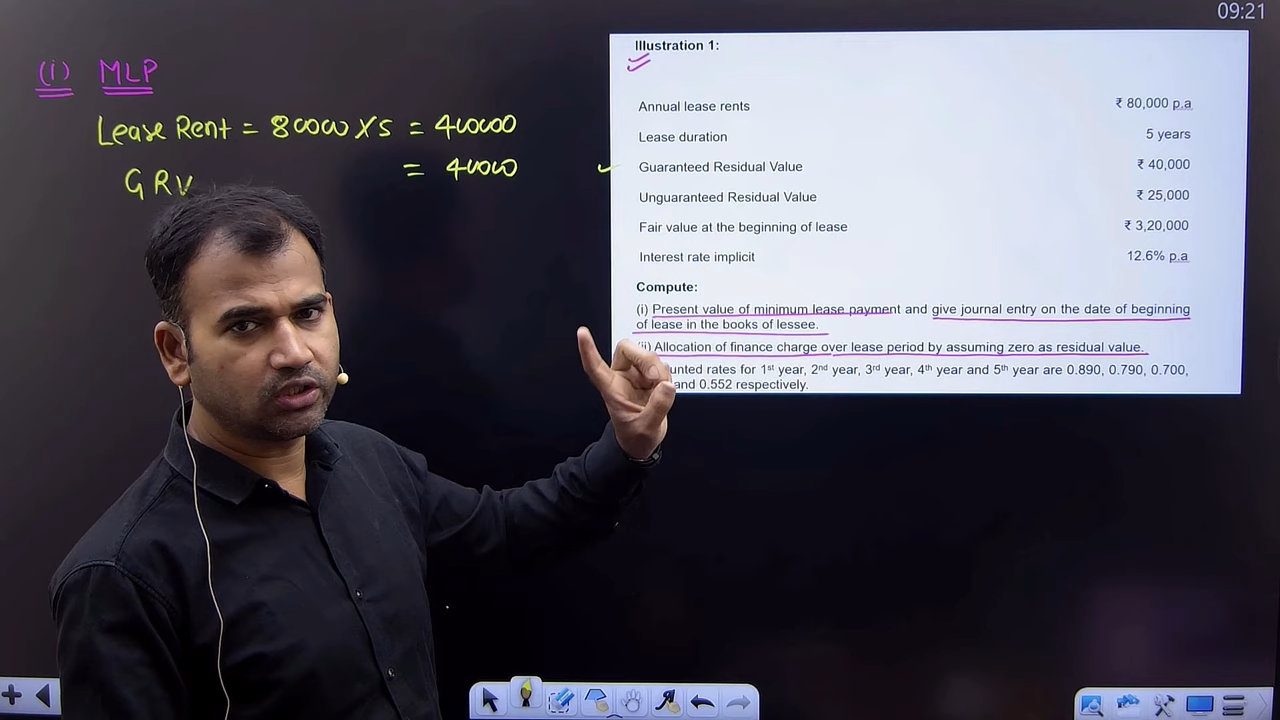 09:21
(i) MLP
Lease Rent = 80000 X 5 = 400000
GRV = 40000
Illustration 1:
Annual lease rents ₹ 80,000 p.a
Lease duration 5 years
Guaranteed Residual Value ₹ 40,000
Unguaranteed Residual Value ₹ 25,000
Fair value at the beginning of lease ₹ 3,20,000
Interest rate implicit 12.6% p.a
Compute:
(i) Present value of minimum lease payment and give journal entry on the date of beginning
of lease in the books of lessee.
(ii) Allocation of finance charge over lease period by assuming zero as residual value.
rates for 1st year, 2nd year, 3rd year, 4th year and 5th year are 0.890, 0.790, 0.700,
and 0.552 respectively.